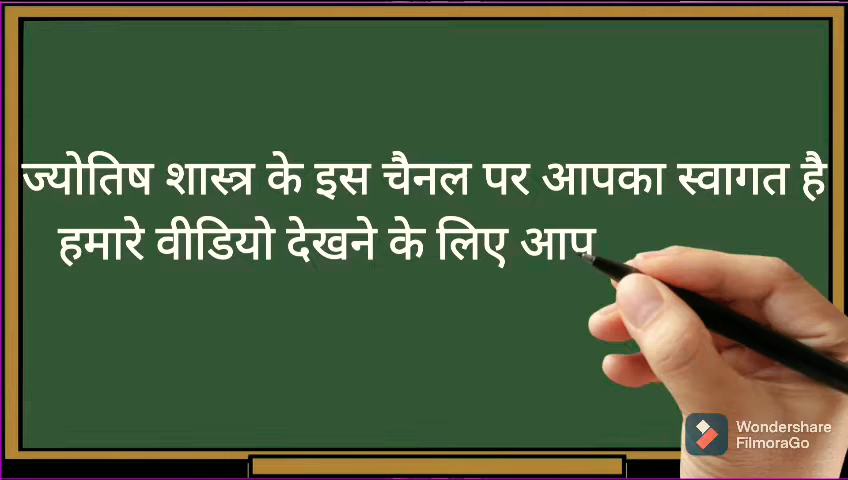 ज्योतिष शास्त्र के इस चैनल पर आपका स्वागत है
हमारे वीडियो देखने के लिए आप
Wondershare
FilmoraGo